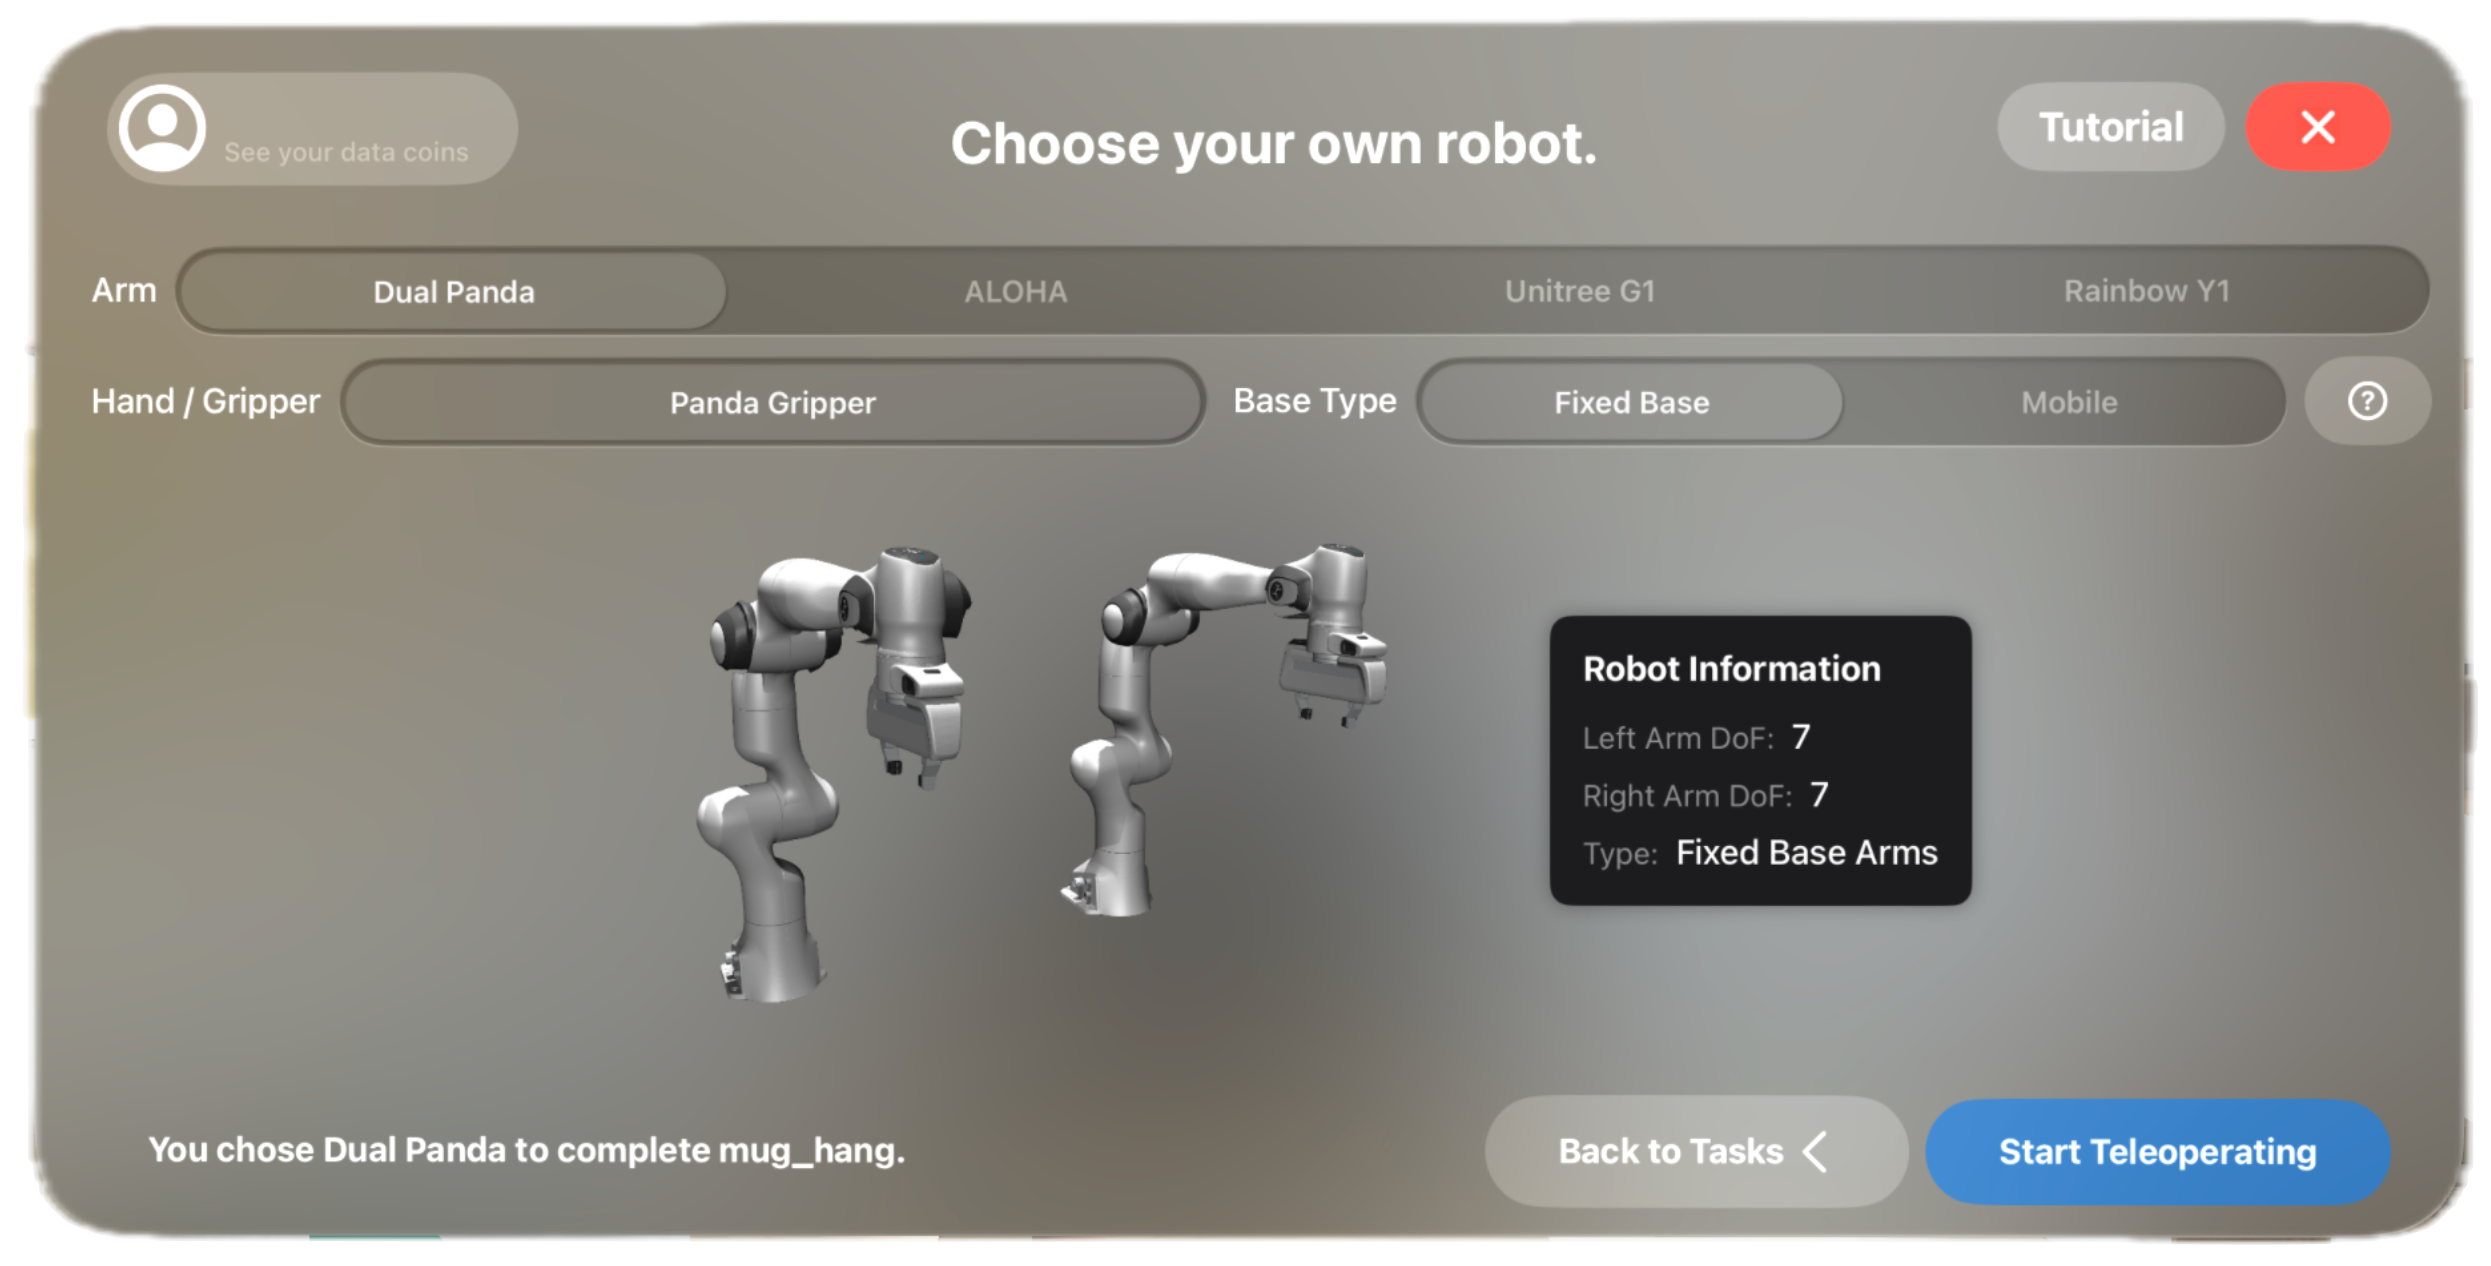 See your data coins
Choose your own robot.
Tutorial
Arm
Dual Panda
ALOHA
Unitree G1
Rainbow Y1
Hand / Gripper
Panda Gripper
Base Type
Fixed Base
Mobile
?
Robot Information
Left Arm DoF: 7
Right Arm DoF: 7
Type: Fixed Base Arms
You chose Dual Panda to complete mug_hang.
Back to Tasks
Start Teleoperating